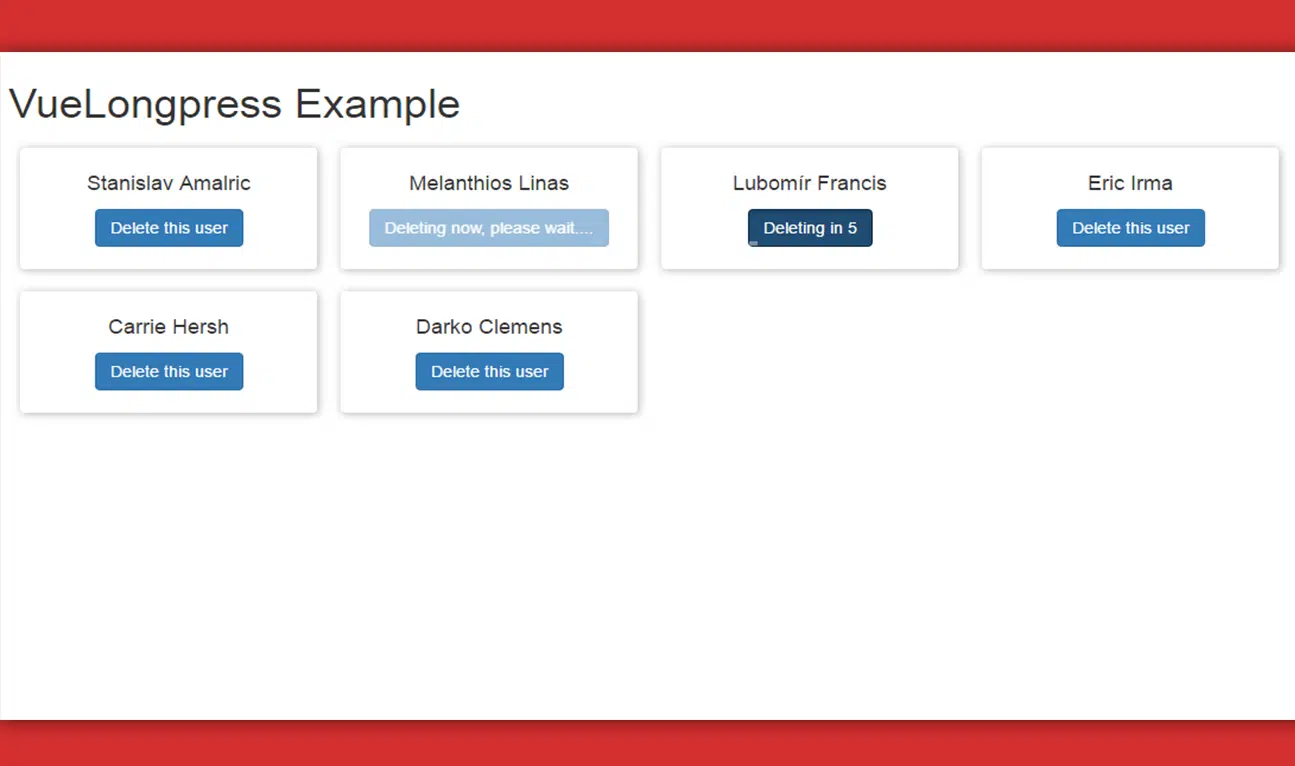 VueLongpress Example
Stanislav Amalric
Delete this user
Melanthios Linas
Deleting now, please wait....
Lubomír Francis
Deleting in 5
Eric Irma
Delete this user
Carrie Hersh
Delete this user
Darko Clemens
Delete this user